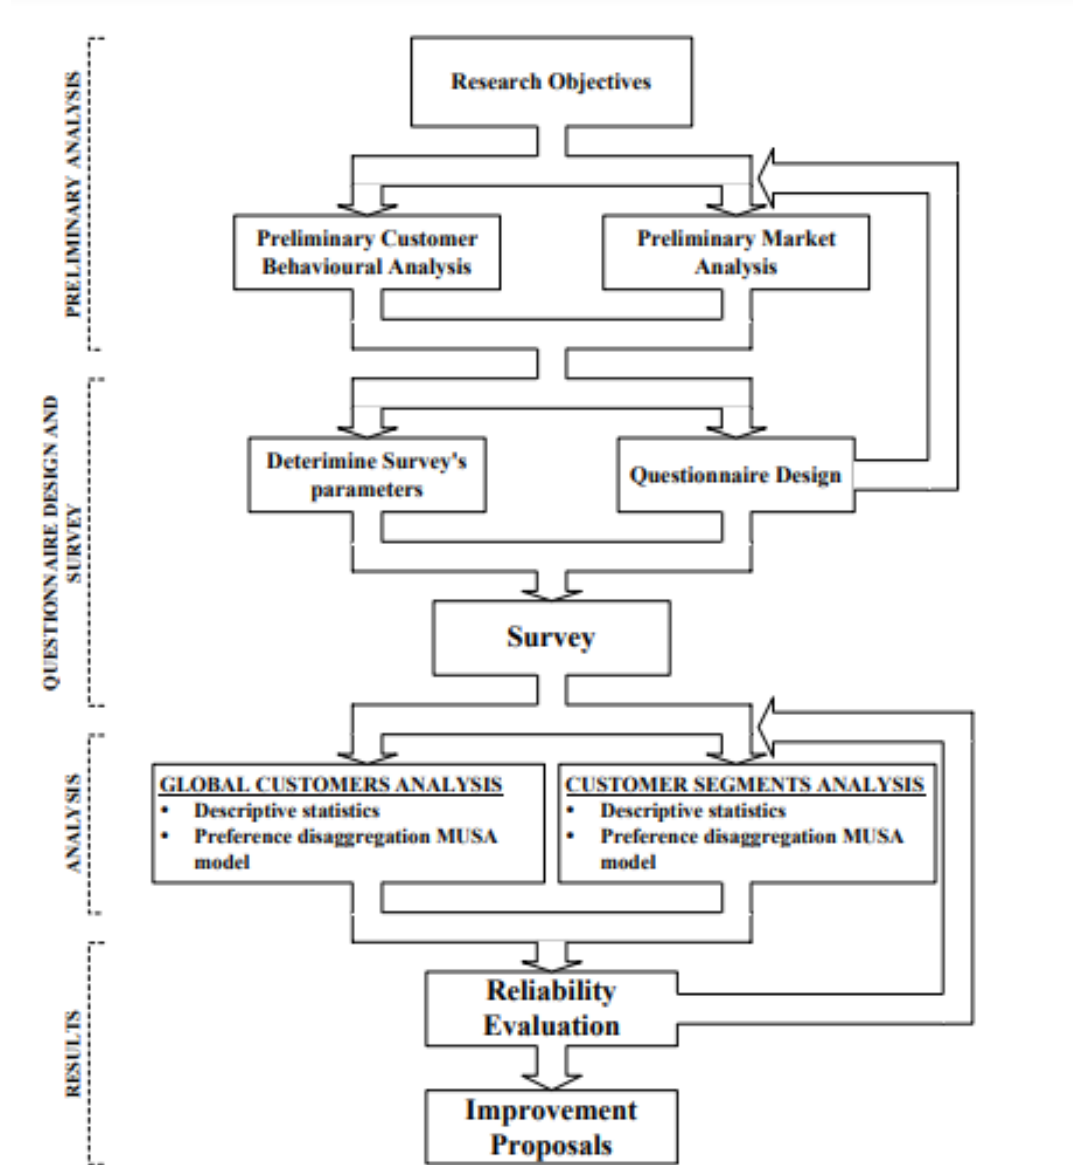 PRELIMINARY ANALYSIS
Research Objectives
Preliminary Customer
Behavioural Analysis
Preliminary Market
Analysis
QUESTIONNAIRE DESIGN AND
SURVEY
Deterimine Survey's
parameters
Questionnaire Design
Survey
ANALYSIS
GLOBAL CUSTOMERS ANALYSIS
• Descriptive statistics
• Preference disaggregation MUSA
model
CUSTOMER SEGMENTS ANALYSIS
• Descriptive statistics
• Preference disaggregation MUSA
model
RESULTS
Reliability
Evaluation
Improvement
Proposals